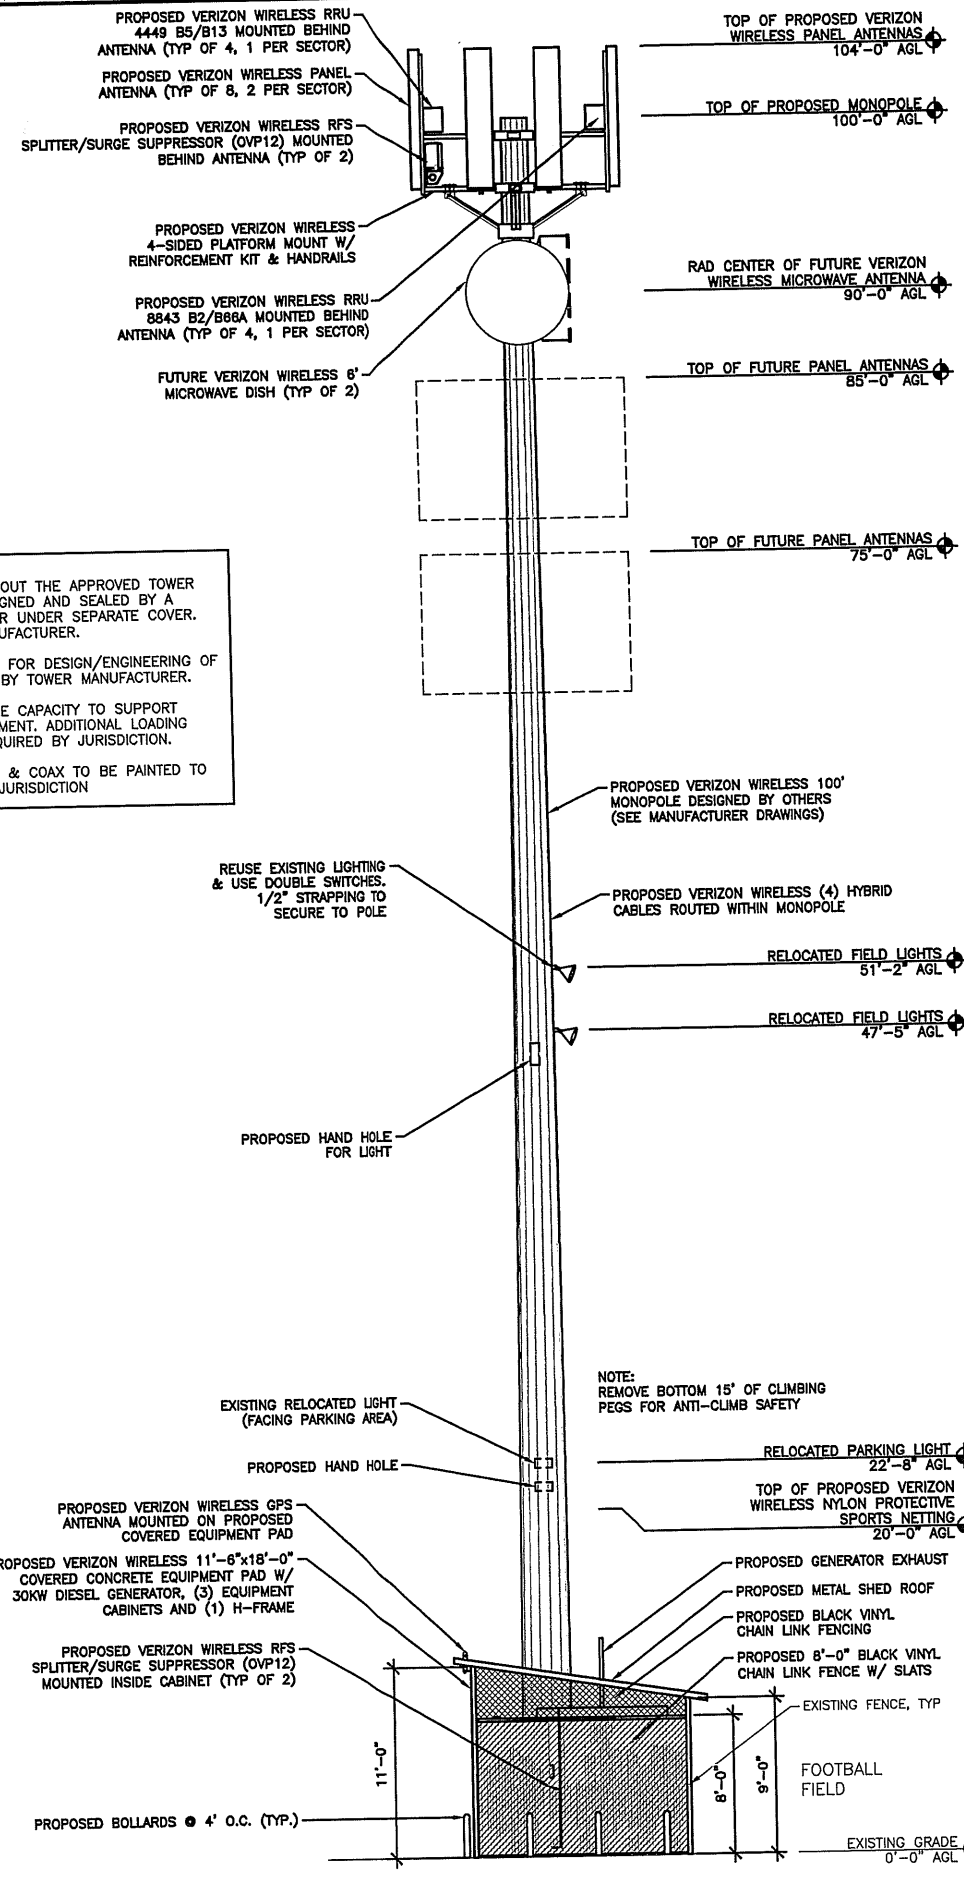 PROPOSED VERIZON WIRELESS RRU
4449 B5/B13 MOUNTED BEHIND
ANTENNA (TYP OF 4, 1 PER SECTOR)
PROPOSED VERIZON WIRELESS PANEL
ANTENNA (TYP OF 8, 2 PER SECTOR)
PROPOSED VERIZON WIRELESS RFS
SPLITTER/SURGE SUPPRESSOR (OVP12) MOUNTED
BEHIND ANTENNA (TYP OF 2)
PROPOSED VERIZON WIRELESS
4-SIDED PLATFORM MOUNT W/
REINFORCEMENT KIT & HANDRAILS
PROPOSED VERIZON WIRELESS RRU
8843 B2/B66A MOUNTED BEHIND
ANTENNA (TYP OF 4, 1 PER SECTOR)
FUTURE VERIZON WIRELESS 6'
MICROWAVE DISH (TYP OF 2)
TOP OF PROPOSED VERIZON
WIRELESS PANEL ANTENNAS
104'-0" AGL
TOP OF PROPOSED MONOPOLE
100'-0" AGL
RAD CENTER OF FUTURE VERIZON
WIRELESS MICROWAVE ANTENNA
90'-0" AGL
TOP OF FUTURE PANEL ANTENNAS
85'-0" AGL
TOP OF FUTURE PANEL ANTENNAS
75'-0" AGL
OUT THE APPROVED TOWER
GNED AND SEALED BY A
R UNDER SEPARATE COVER.
UFACTURER.
FOR DESIGN/ENGINEERING OF
BY TOWER MANUFACTURER.
E CAPACITY TO SUPPORT
MENT. ADDITIONAL LOADING
QUIRED BY JURISDICTION.
& COAX TO BE PAINTED TO
JURISDICTION
PROPOSED VERIZON WIRELESS 100'
MONOPOLE DESIGNED BY OTHERS
(SEE MANUFACTURER DRAWINGS)
REUSE EXISTING LIGHTING
& USE DOUBLE SWITCHES.
1/2" STRAPPING TO
SECURE TO POLE
PROPOSED VERIZON WIRELESS (4) HYBRID
CABLES ROUTED WITHIN MONOPOLE
RELOCATED FIELD LIGHTS
51'-2" AGL
RELOCATED FIELD LIGHTS
47'-5" AGL
PROPOSED HAND HOLE
FOR LIGHT
NOTE:
REMOVE BOTTOM 15' OF CLIMBING
PEGS FOR ANTI-CLIMB SAFETY
EXISTING RELOCATED LIGHT
(FACING PARKING AREA)
PROPOSED HAND HOLE
RELOCATED PARKING LIGHT
22'-8" AGL
TOP OF PROPOSED VERIZON
WIRELESS NYLON PROTECTIVE
SPORTS NETTING
20'-0" AGL
PROPOSED VERIZON WIRELESS GPS
ANTENNA MOUNTED ON PROPOSED
COVERED EQUIPMENT PAD
ROPOSED VERIZON WIRELESS 11'-6"x18'-0"
COVERED CONCRETE EQUIPMENT PAD W/
30KW DIESEL GENERATOR, (3) EQUIPMENT
CABINETS AND (1) H-FRAME
PROPOSED VERIZON WIRELESS RFS
SPLITTER/SURGE SUPPRESSOR (OVP12)
MOUNTED INSIDE CABINET (TYP OF 2)
PROPOSED GENERATOR EXHAUST
PROPOSED METAL SHED ROOF
PROPOSED BLACK VINYL
CHAIN LINK FENCING
PROPOSED 8'-0" BLACK VINYL
CHAIN LINK FENCE W/ SLATS
EXISTING FENCE, TYP
11'-0"
8'-0"
9'-0"
FOOTBALL
FIELD
PROPOSED BOLLARDS @ 4' O.C. (TYP.)
EXISTING GRADE
0'-0" AGL